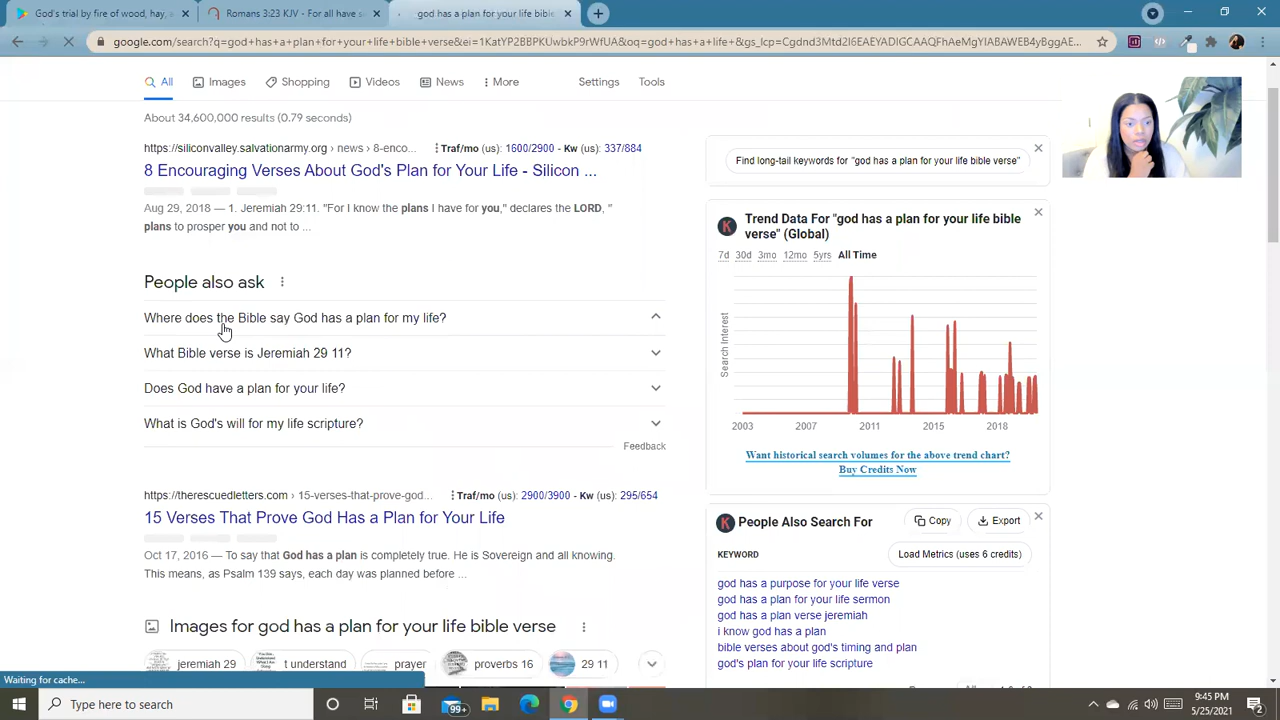 God's trial by fire of wood, hay,
Romans 3:23 KJV - For all have s
god has a plan for your life bible
google.com/search?q=god+has+a+plan+for+your+life+bible+verse&ei=
All
Images
Shopping
Videos
News
More
Settings
Tools
About 34,600,000 results (0.79 seconds)
https://siliconvalley.salvationarmy.org › news › 8-enco...
Traf/mo (us): 1600/2900 - Kw (us): 337/884
8 Encouraging Verses About God's Plan for Your Life - Silicon ...
Aug 29, 2018 — 1. Jeremiah 29:11. "For I know the plans I have for you," declares the LORD, "
plans to prosper you and not to ...
People also ask
Where does the Bible say God has a plan for my life?
What Bible verse is Jeremiah 29 11?
Does God have a plan for your life?
What is God's will for my life scripture?
Feedback
https://therescuedletters.com › 15-verses-that-prove-god...
Traf/mo (us): 2900/3900 - Kw (us): 295/654
15 Verses That Prove God Has a Plan for Your Life
Oct 17, 2016 — To say that God has a plan is completely true. He is Sovereign and all knowing.
This means, as Psalm 139 says, each day was planned before ...
Images for god has a plan for your life bible verse
jeremiah 29
t understand
prayer
proverbs 16
29 11
Find long-tail keywords for "god has a plan for your life bible verse"
K
Trend Data For "god has a plan for your life bible
verse" (Global)
7d 30d 3mo 12mo 5yrs All Time
Search Interest
2003 2007 2011 2015 2018
Want historical search volumes for the above trend chart?
Buy Credits Now
K
People Also Search For
Copy
Export
KEYWORD
Load Metrics (uses 6 credits)
god has a purpose for your life verse
god has a plan for your life sermon
god has a plan verse jeremiah
i know god has a plan
bible verses about god's timing and plan
god's plan for your life scripture
Waiting for cache...
Type here to search
99+
9:45 PM
5/25/2021
2